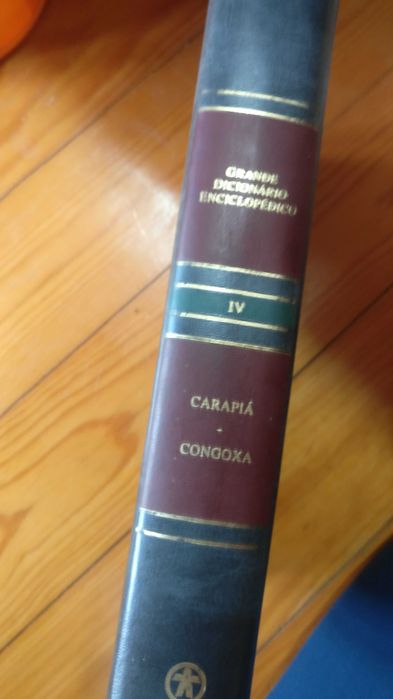 GRANDE
DICIONÁRIO
ENCICLOPÉDICO
IV
CARAPIÁ
-
CONGOXA